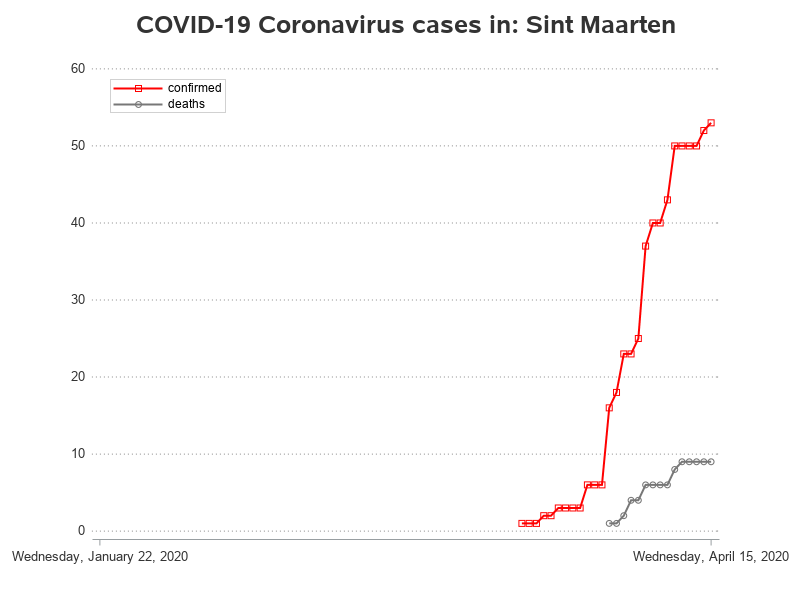 COVID-19 Coronavirus cases in: Sint Maarten
60
confirmed
deaths
50
40
30
20
10
0
Wednesday, January 22, 2020 Wednesday, April 15, 2020